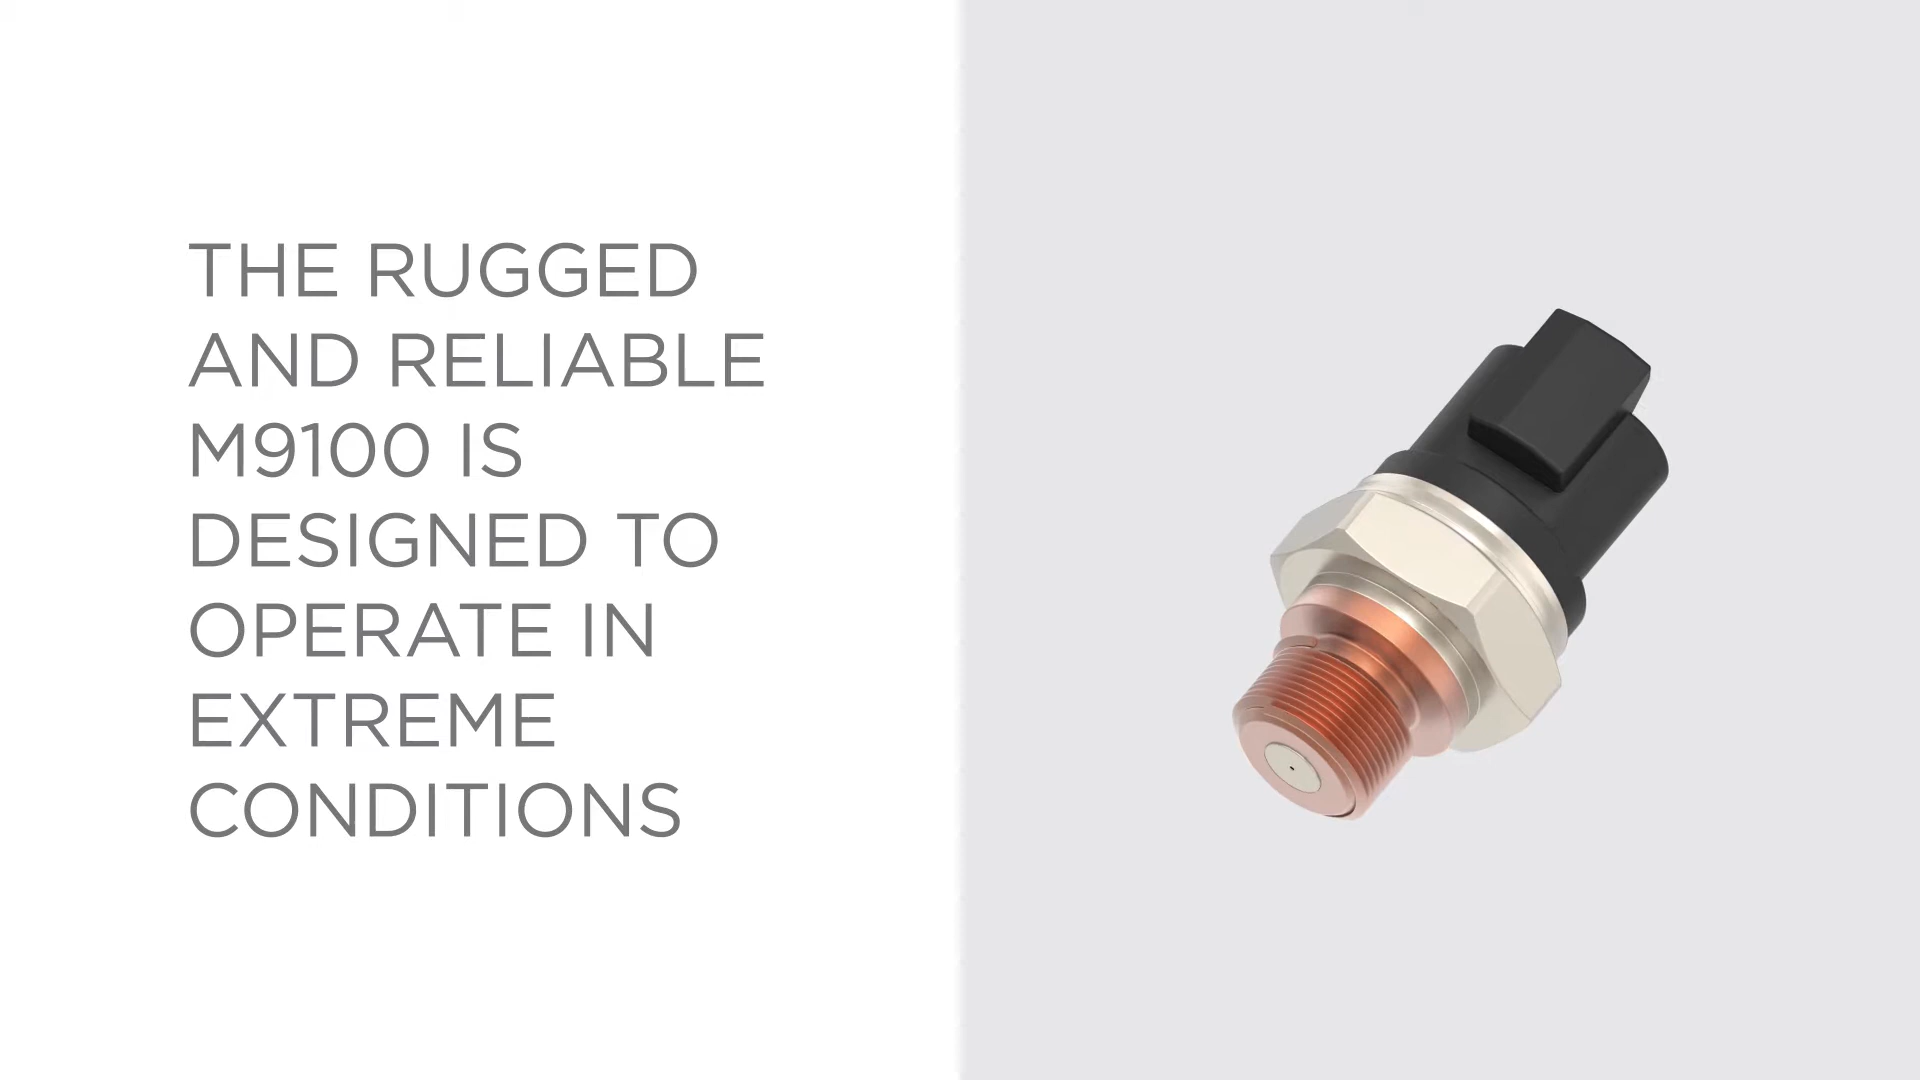 THE RUGGED
AND RELIABLE
M9100 IS
DESIGNED TO
OPERATE IN
EXTREME
CONDITIONS